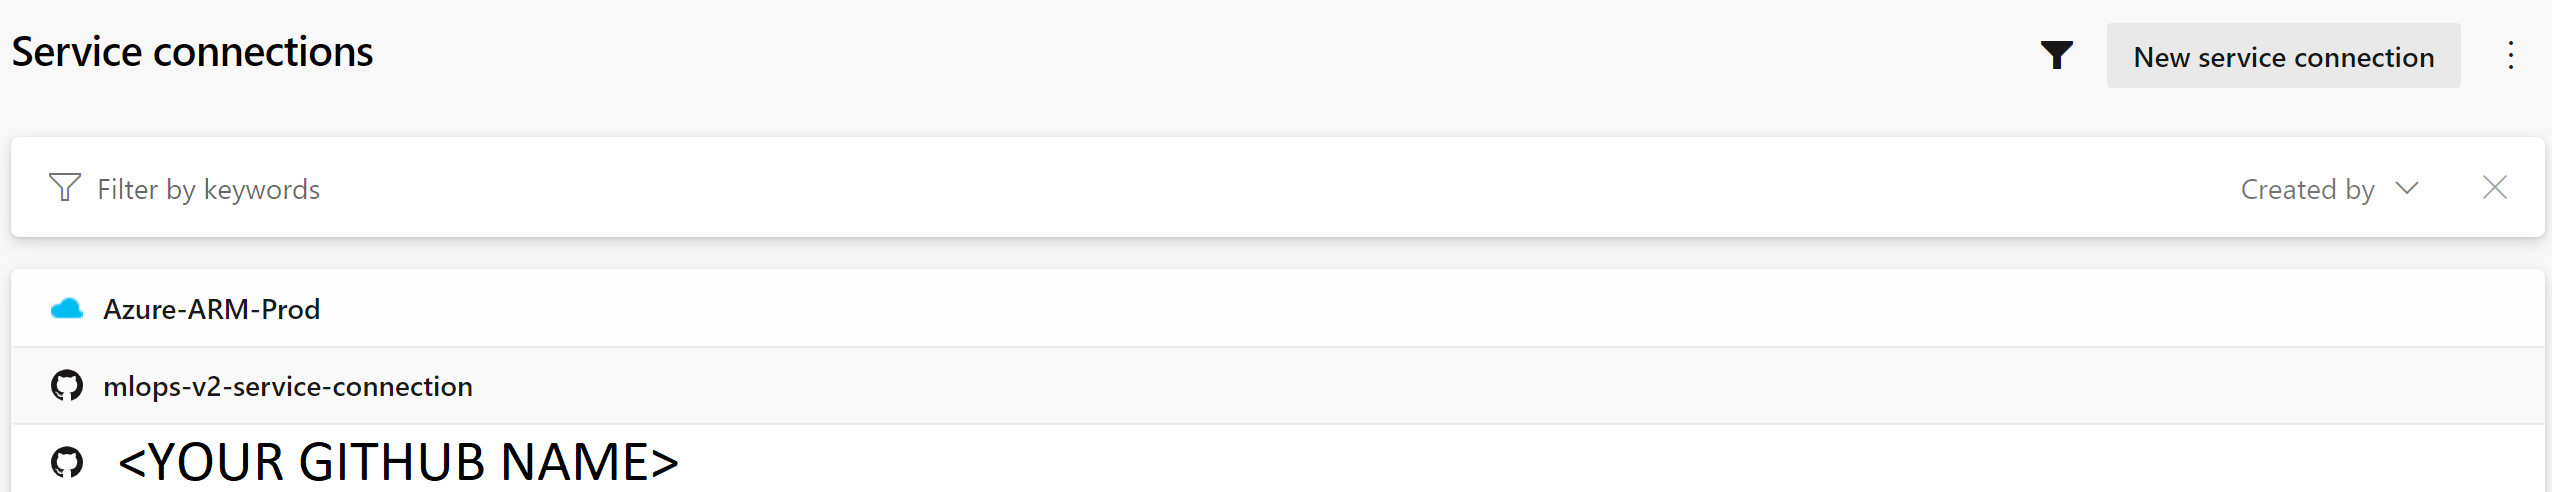 Service connections
New service connection
Filter by keywords
Created by
Azure-ARM-Prod
mlops-v2-service-connection
<YOUR GITHUB NAME>